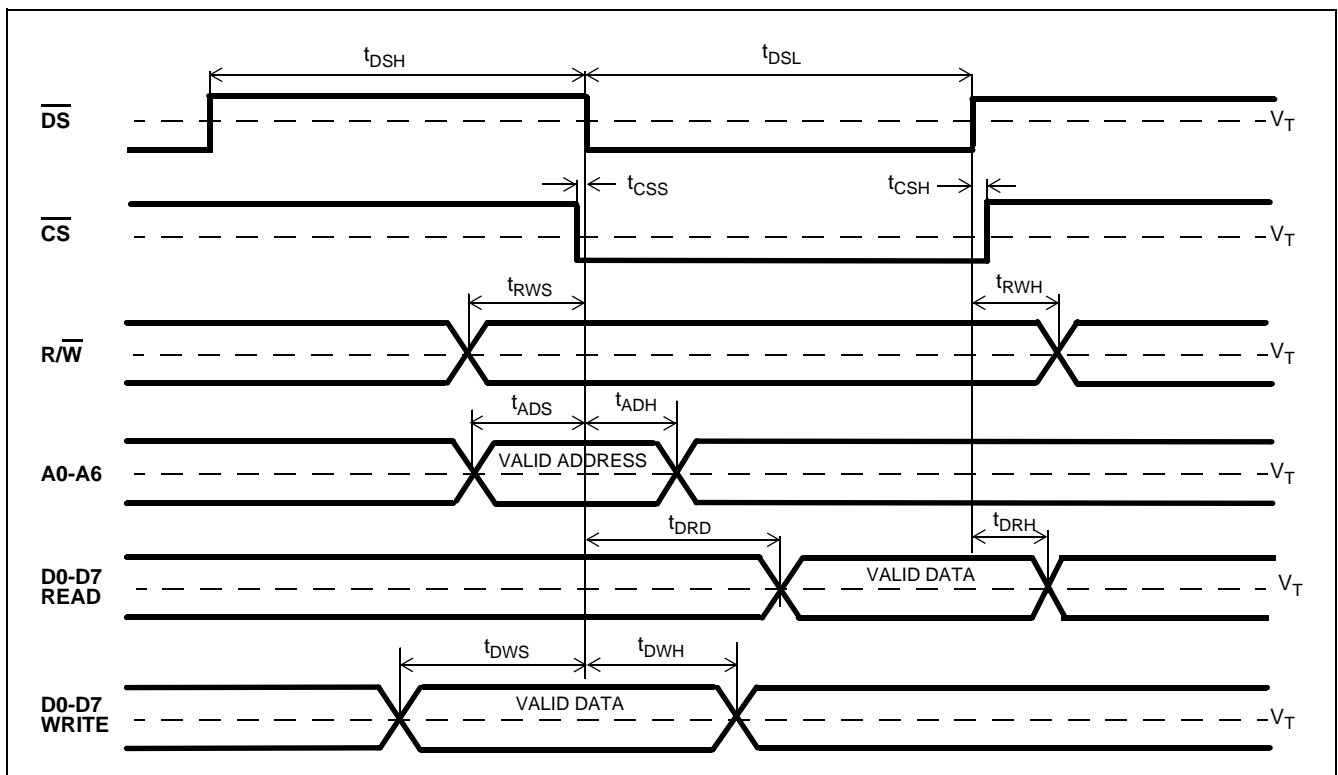 tDSH tDSL
DS VT
tCSS tCSH
CS VT
tRWS tRWH
R/W VT
tADS tADH
A0-A6 VALID ADDRESS VT
tDRD tDRH
D0-D7
READ VALID DATA VT
tDWS tDWH
D0-D7
WRITE VALID DATA VT